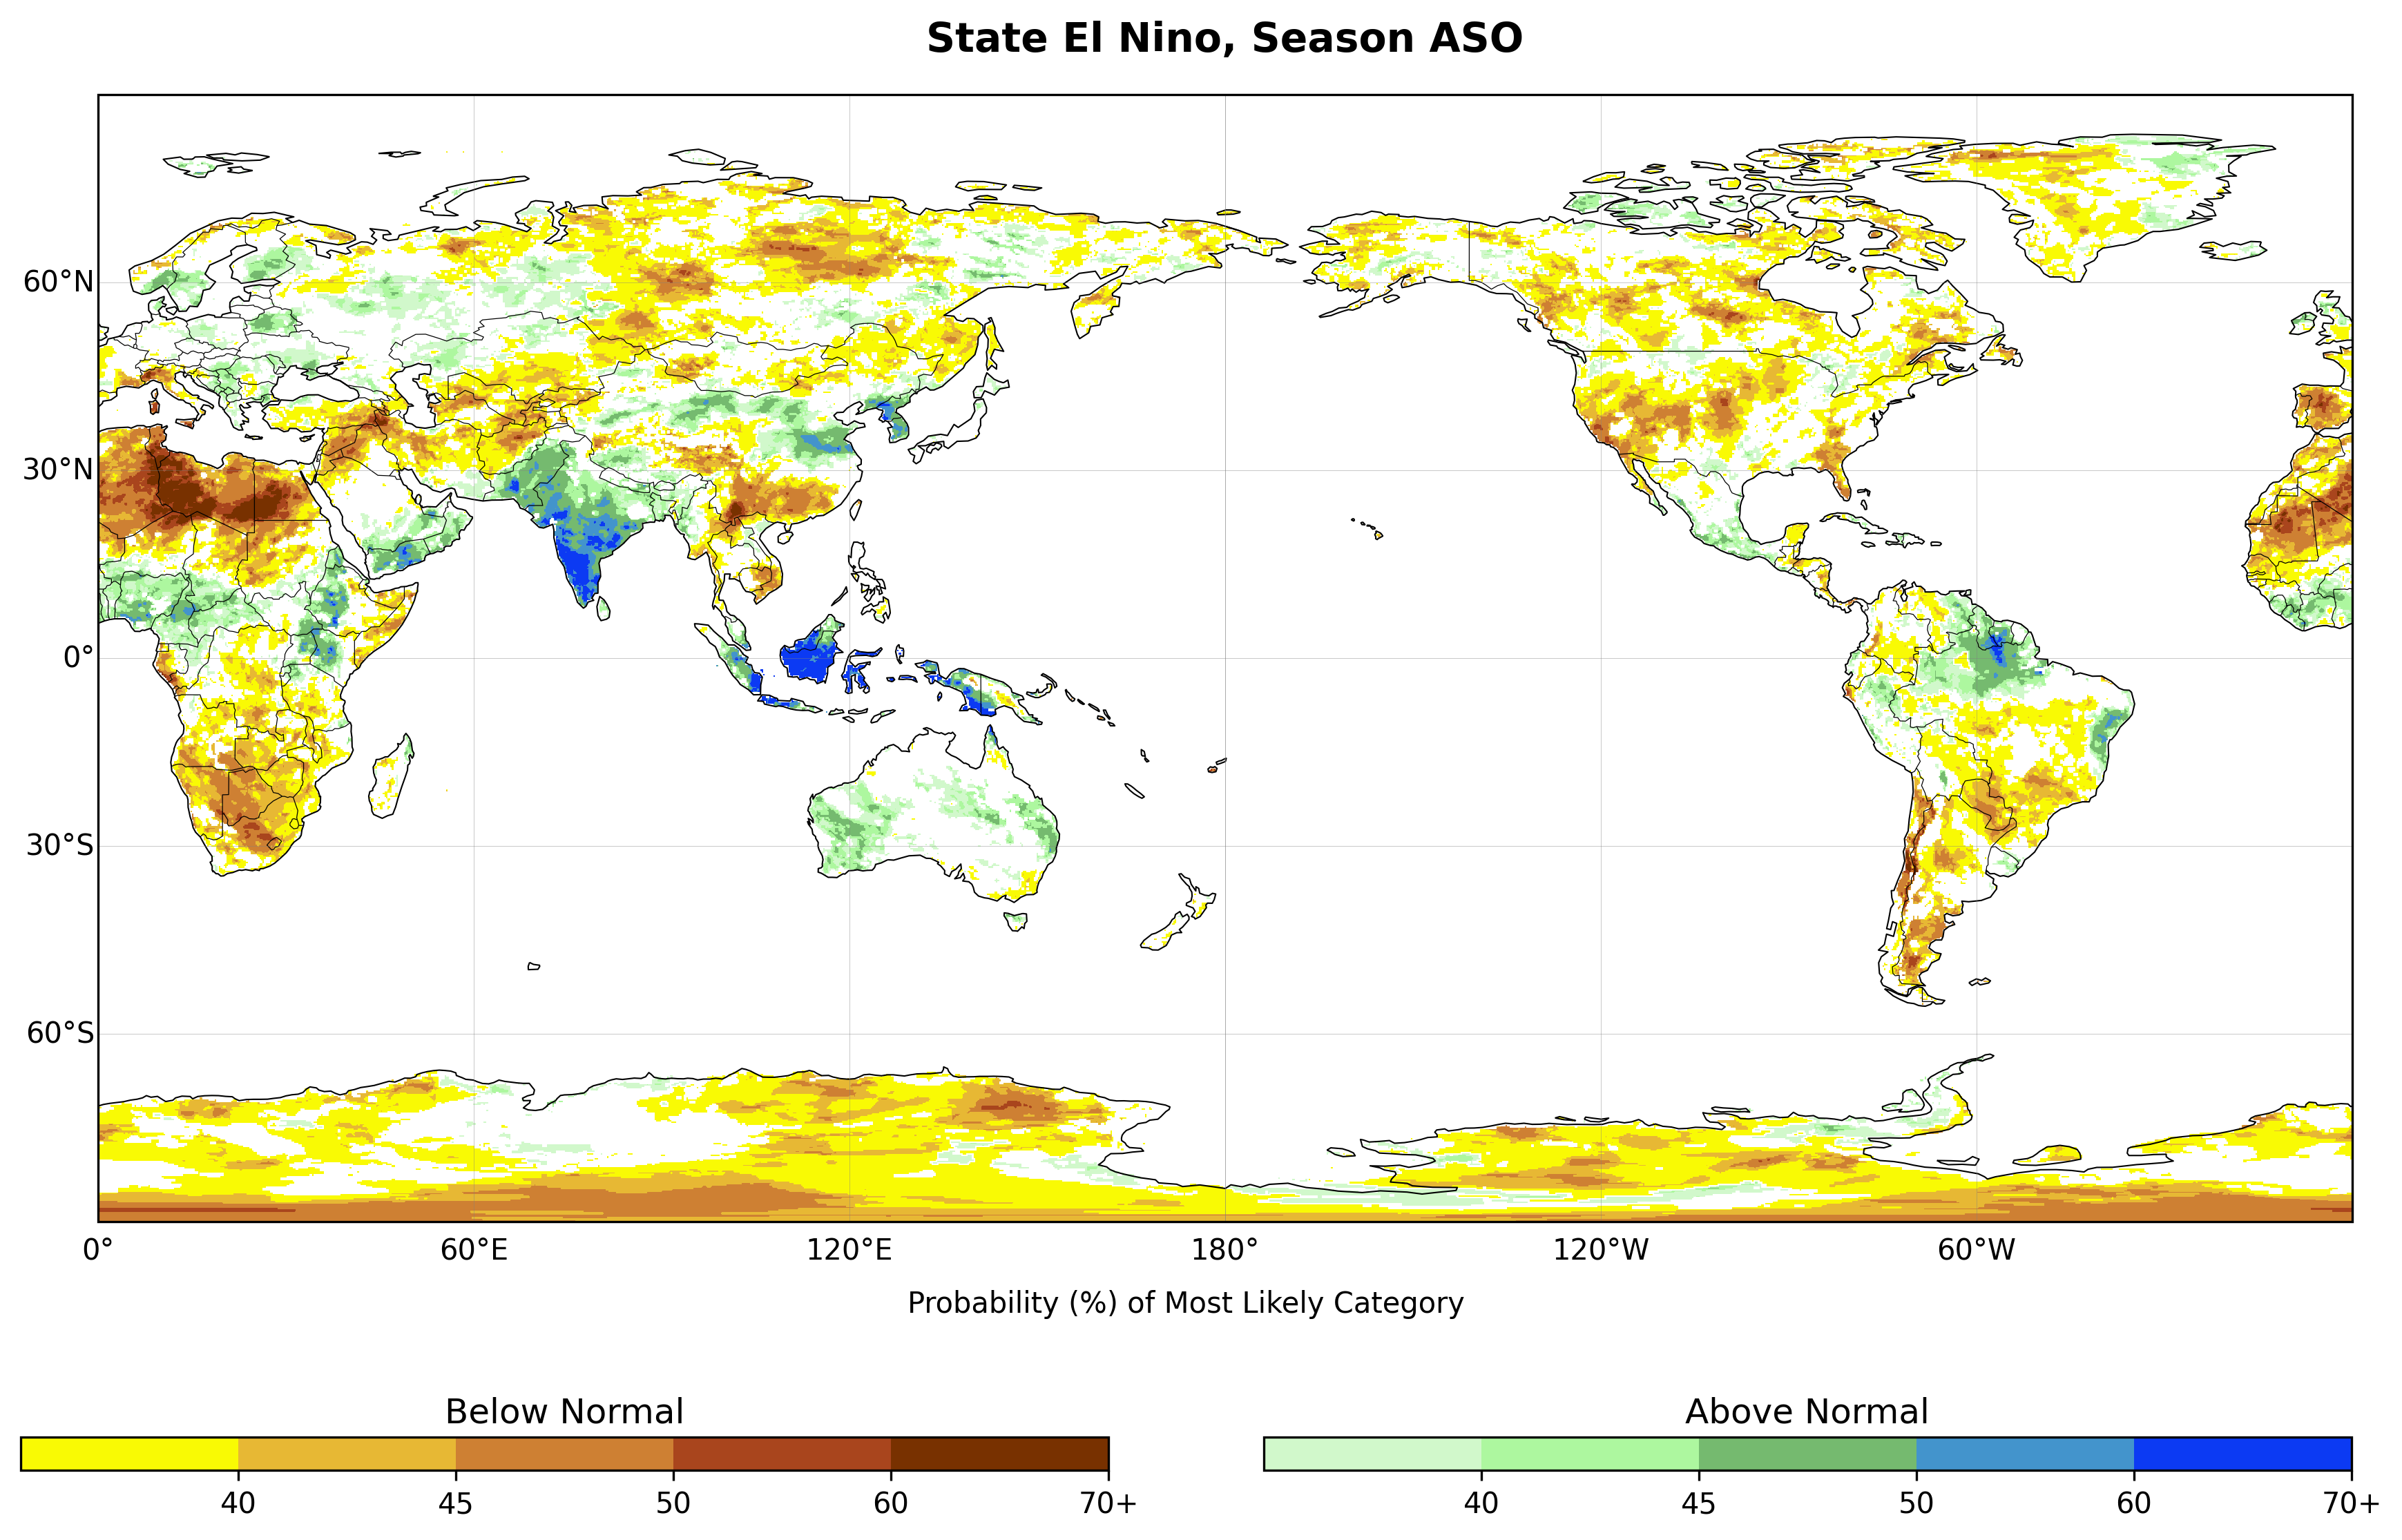 State El Nino, Season ASO
60°N
30°N
0°
30°S
60°S
0° 60°E 120°E 180° 120°W 60°W
Probability (%) of Most Likely Category
Below Normal Above Normal
40 45 50 60 70+ 40 45 50 60 70+